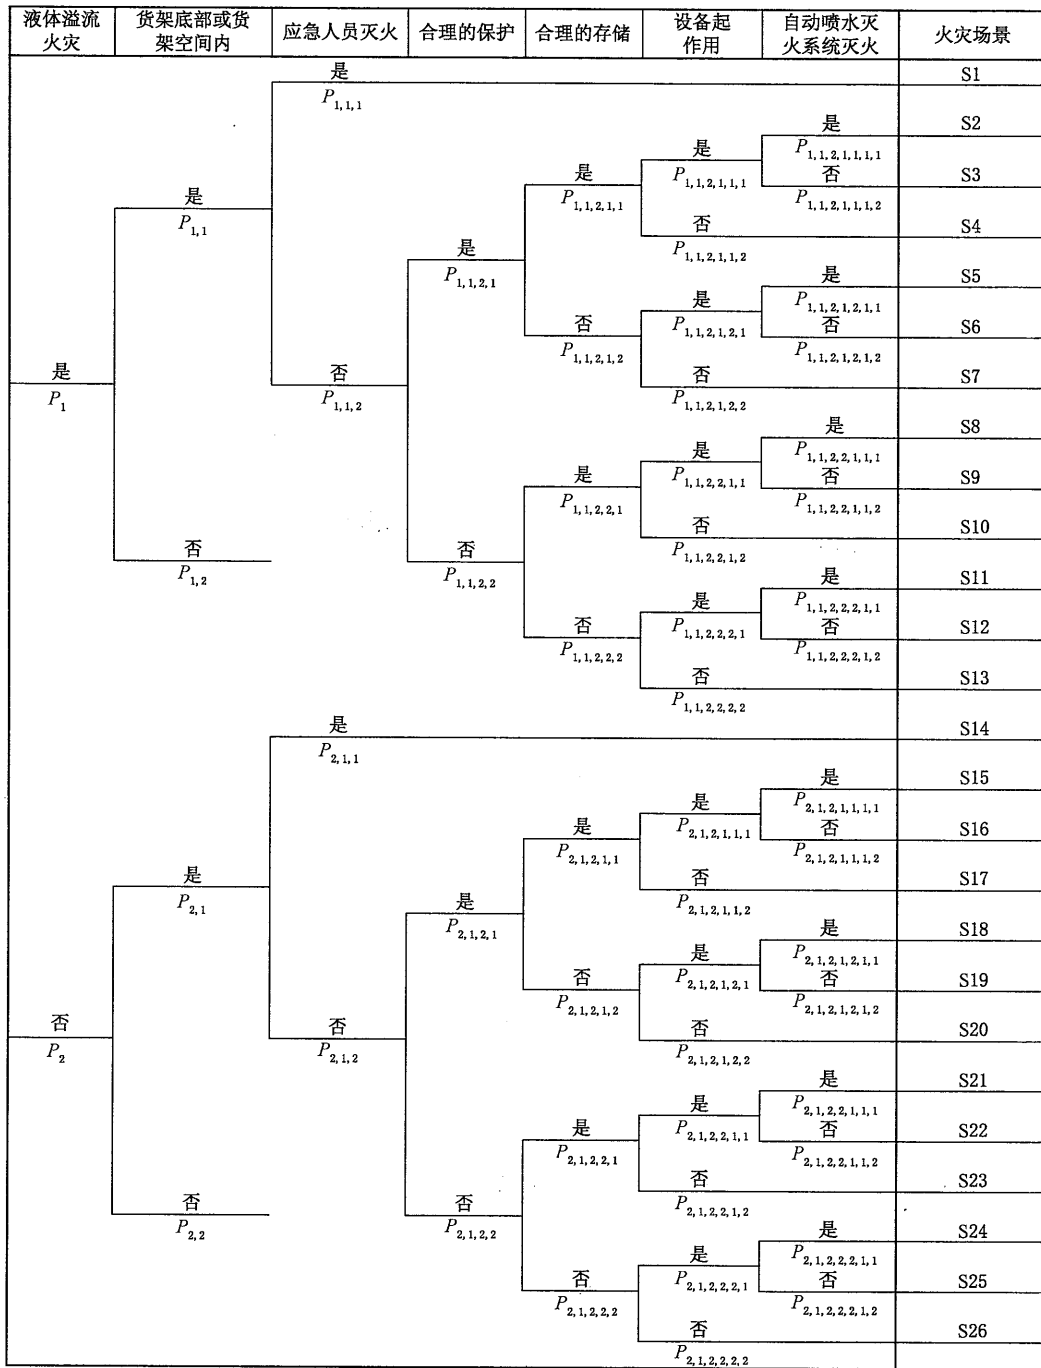 液体溢流
火灾
货架底部或货
架空间内
应急人员灭火
合理的保护
合理的存储
设备起
作用
自动喷水灭
火系统灭火
火灾场景
是
S1
P1,1,1
是
S2
P1,1,2,1,1,1,1
是
P1,1,2,1,1,1
否
S3
P1,1,2,1,1,1,2
是
P1,1,2,1,1
是
P1,1
否
S4
P1,1,2,1,1,2
是
P1,1,2,1
是
S5
P1,1,2,1,2,1,1
是
P1,1,2,1,2,1
否
S6
P1,1,2,1,2,1,2
否
P1,1,2,1,2
是
P1
否
P1,1,2
否
S7
P1,1,2,1,2,2
是
S8
P1,1,2,2,1,1,1
是
P1,1,2,2,1,1
否
S9
P1,1,2,2,1,1,2
是
P1,1,2,2,1
否
S10
P1,1,2,2,1,2
否
P1,2
否
P1,1,2,2
是
S11
P1,1,2,2,2,1,1
是
P1,1,2,2,2,1
否
S12
P1,1,2,2,2,1,2
否
P1,1,2,2,2
否
S13
P1,1,2,2,2,2
是
S14
P2,1,1
是
S15
P2,1,2,1,1,1,1
是
P2,1,2,1,1,1
否
S16
P2,1,2,1,1,1,2
是
P2,1,2,1,1
是
P2,1
否
S17
P2,1,2,1,1,2
是
P2,1,2,1
是
S18
P2,1,2,1,2,1,1
是
P2,1,2,1,2,1
否
S19
P2,1,2,1,2,1,2
否
P2,1,2,1,2
否
P2
否
P2,1,2
否
S20
P2,1,2,1,2,2
是
S21
P2,1,2,2,1,1,1
是
P2,1,2,2,1,1
否
S22
P2,1,2,2,1,1,2
是
P2,1,2,2,1
否
S23
P2,1,2,2,1,2
否
P2,2
否
P2,1,2,2
是
S24
P2,1,2,2,2,1,1
是
P2,1,2,2,2,1
否
S25
P2,1,2,2,2,1,2
否
P2,1,2,2,2
否
S26
P2,1,2,2,2,2